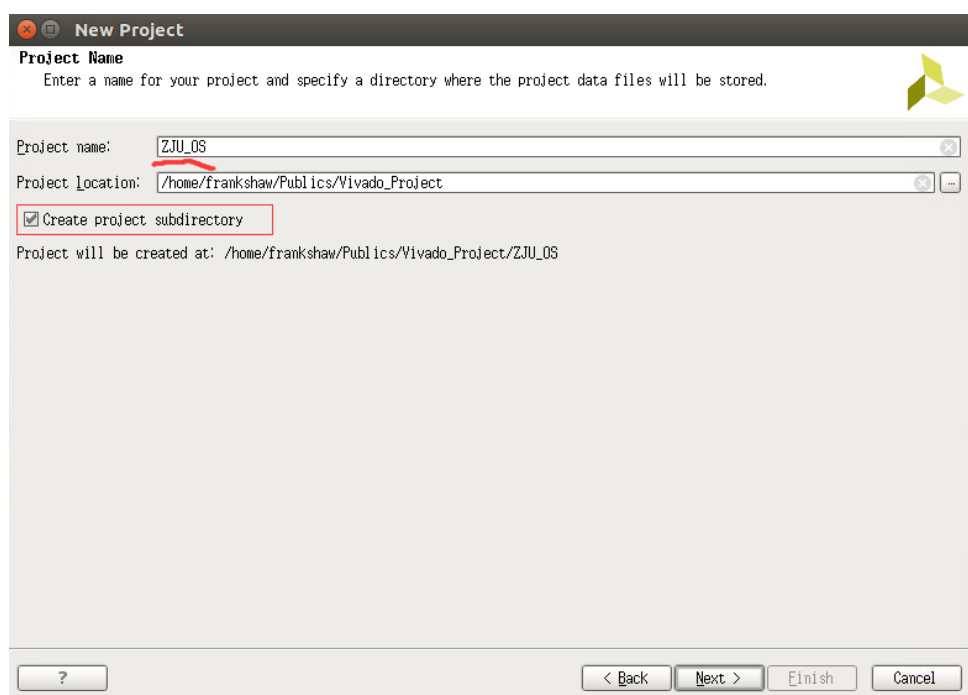 New Project
Project Name
Enter a name for your project and specify a directory where the project data files will be stored.
Project name: ZJU_OS
Project location: /home/frankshaw/Publics/Vivado_Project ...
Create project subdirectory
Project will be created at: /home/frankshaw/Publics/Vivado_Project/ZJU_OS
? < Back Next > Finish Cancel